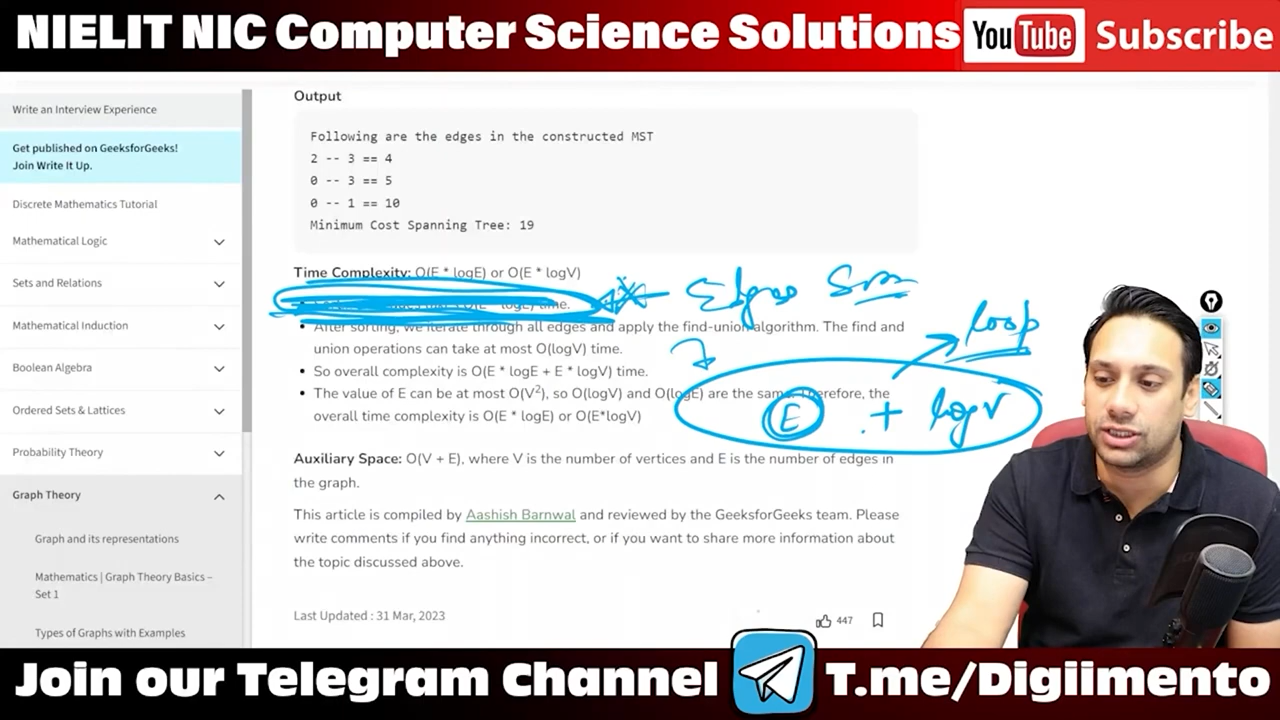 NIELIT NIC Computer Science Solutions
YouTube Subscribe
Write an Interview Experience
Get published on GeeksforGeeks!
Join Write It Up.
Discrete Mathematics Tutorial
Mathematical Logic
Sets and Relations
Mathematical Induction
Boolean Algebra
Ordered Sets & Lattices
Probability Theory
Graph Theory
Graph and its representations
Mathematics | Graph Theory Basics –
Set 1
Types of Graphs with Examples
Output
Following are the edges in the constructed MST
2 -- 3 == 4
0 -- 3 == 5
0 -- 1 == 10
Minimum Cost Spanning Tree: 19
Time Complexity: O(E * logE) or O(E * logV)
logE) time.
• After sorting, we iterate through all edges and apply the find-union algorithm. The find and
union operations can take at most O(logV) time.
• So overall complexity is O(E * logE + E * logV) time.
• The value of E can be at most O(V²), so O(logV) and O(logE) are the same. Therefore, the
overall time complexity is O(E * logE) or O(E*logV)
Auxiliary Space: O(V + E), where V is the number of vertices and E is the number of edges in
the graph.
This article is compiled by Aashish Barnwal and reviewed by the GeeksforGeeks team. Please
write comments if you find anything incorrect, or if you want to share more information about
the topic discussed above.
Last Updated : 31 Mar, 2023
447
Edges
loop
E + logV
Join our Telegram Channel
T.me/Digiimento